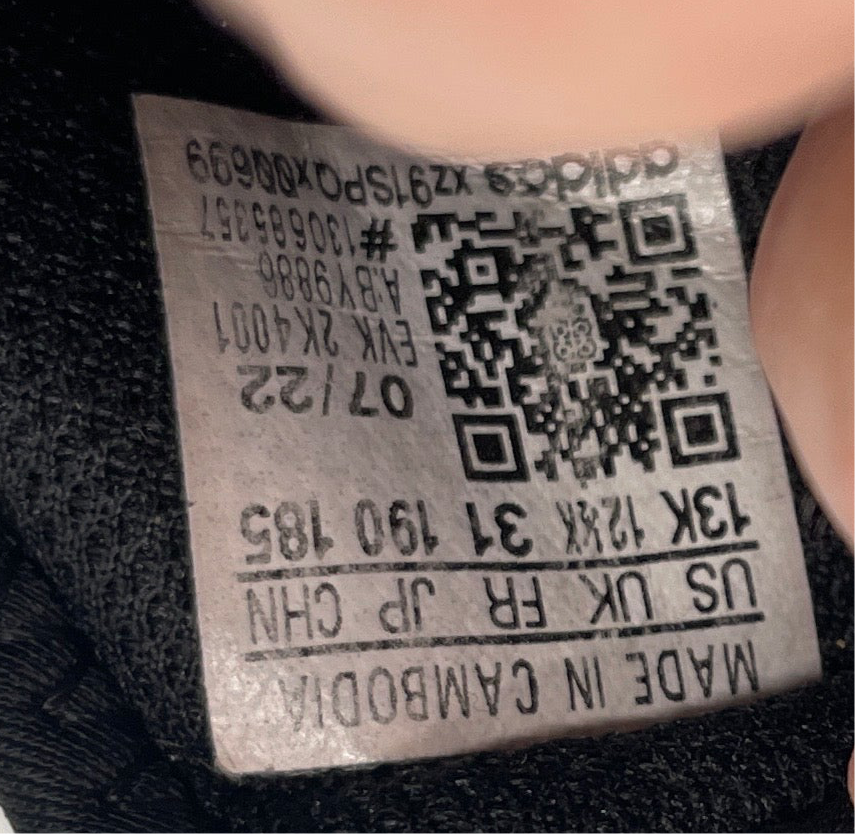 MADE IN CAMBODIA
US UK FR JP CHN
13K 12½K 31 190 185
07/22
EVK 2K4001
A:BY9886
#130685357
adidas xz91SPQx00699